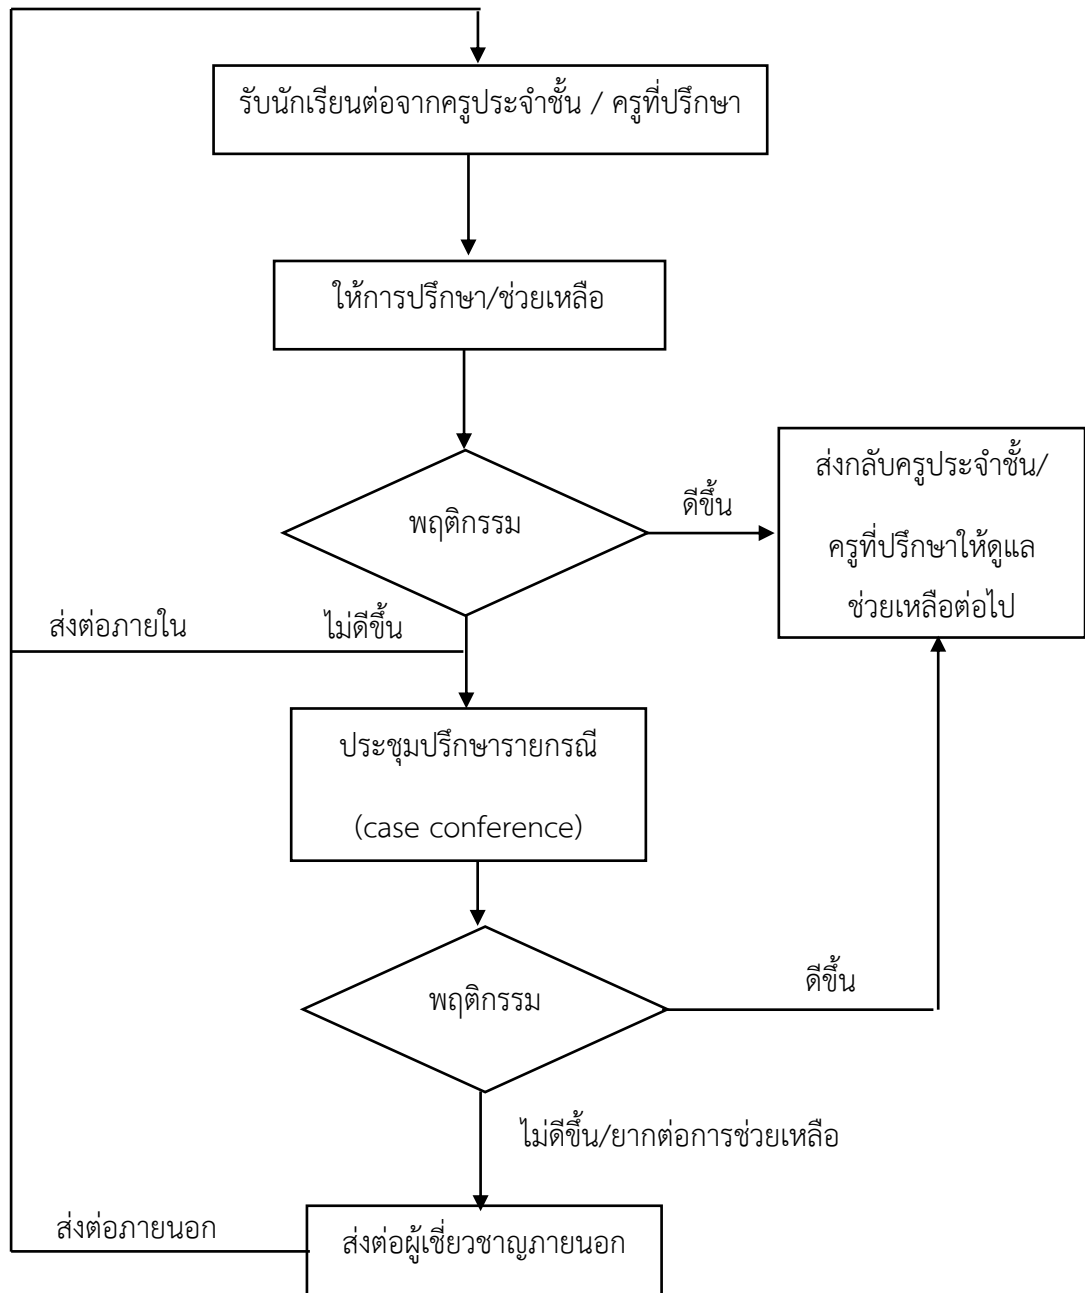 รับนักเรียนต่อจากครูประจำชั้น / ครูที่ปรึกษา
ให้การปรึกษา/ช่วยเหลือ
พฤติกรรม
ดีขึ้น
ส่งกลับครูประจำชั้น/
ครูที่ปรึกษาให้ดูแล
ช่วยเหลือต่อไป
ส่งต่อภายใน
ไม่ดีขึ้น
ประชุมปรึกษารายกรณี
(case conference)
พฤติกรรม
ดีขึ้น
ไม่ดีขึ้น/ยากต่อการช่วยเหลือ
ส่งต่อภายนอก
ส่งต่อผู้เชี่ยวชาญภายนอก